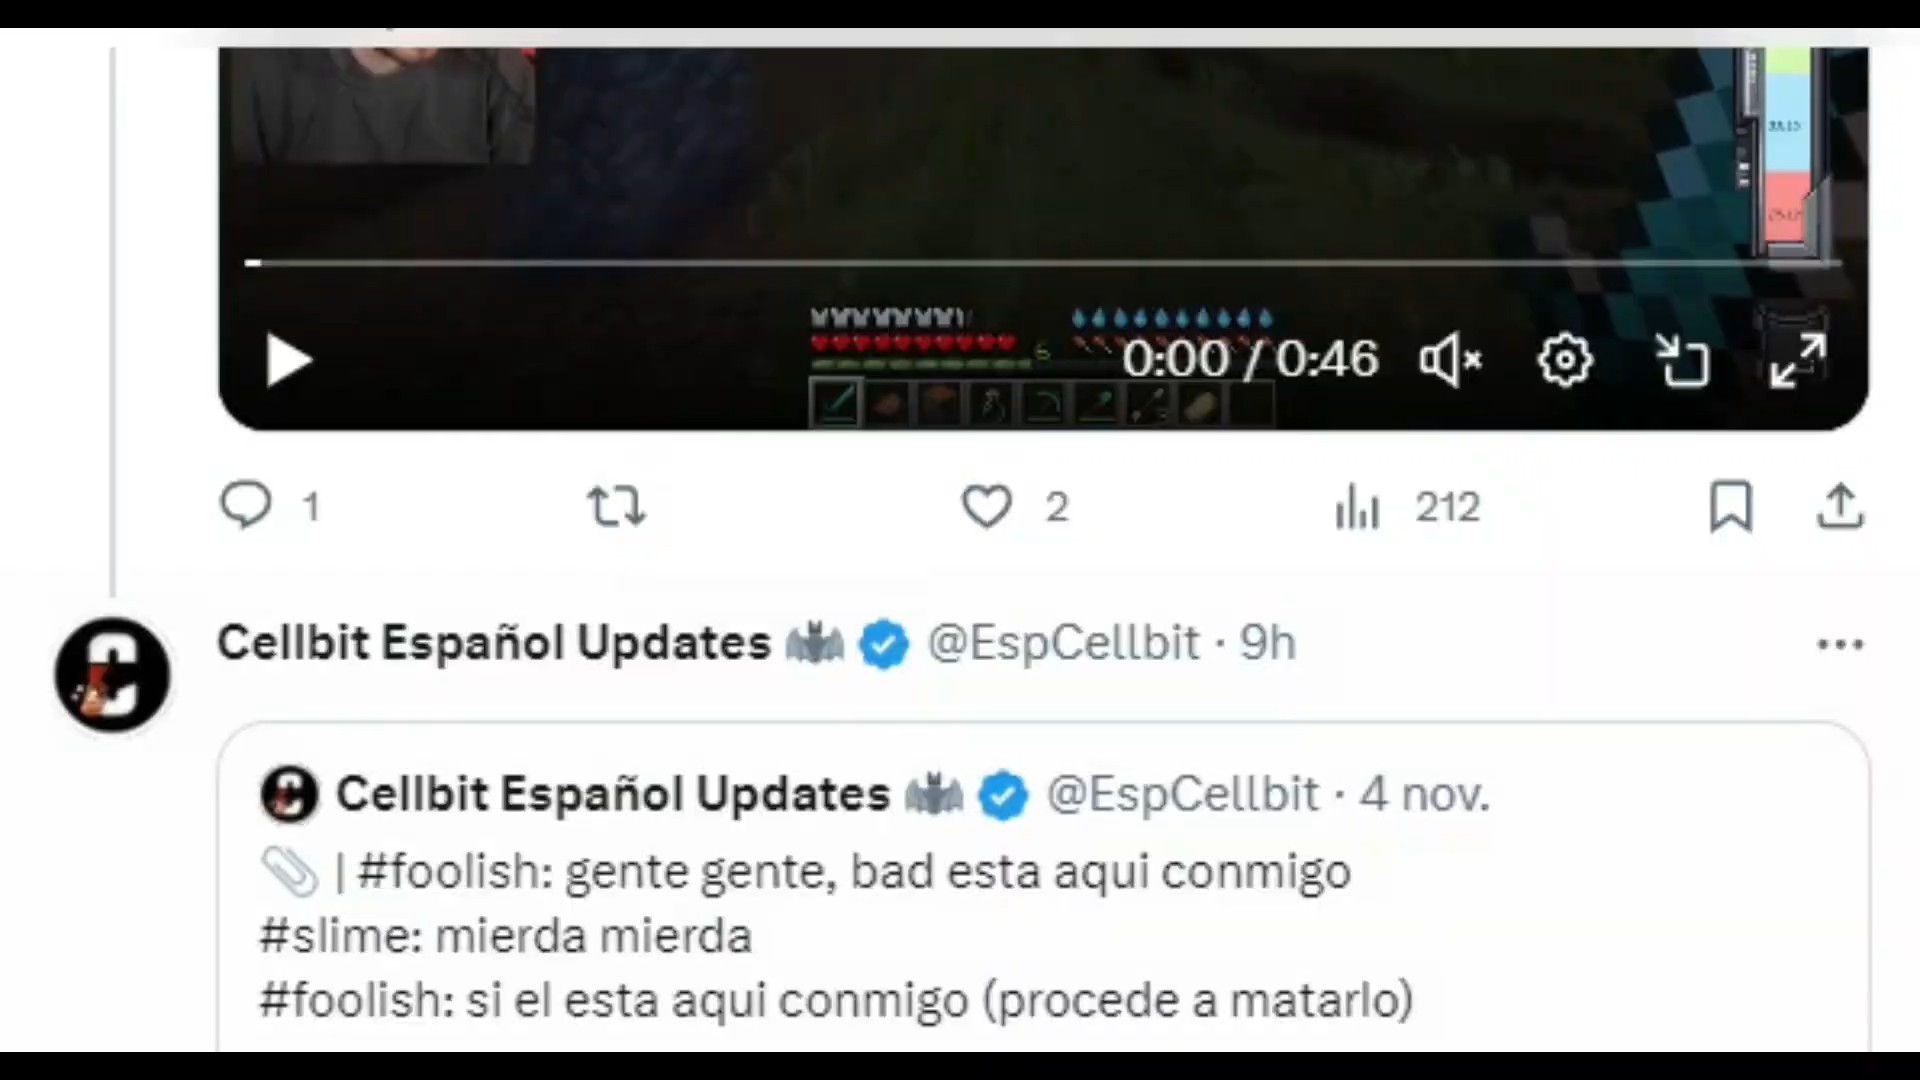 0:00 / 0:46
1
2
212
Cellbit Español Updates 🦇 @EspCellbit · 9h
Cellbit Español Updates 🦇 @EspCellbit · 4 nov.
📎 | #foolish: gente gente, bad esta aqui conmigo
#slime: mierda mierda
#foolish: si el esta aqui conmigo (procede a matarlo)